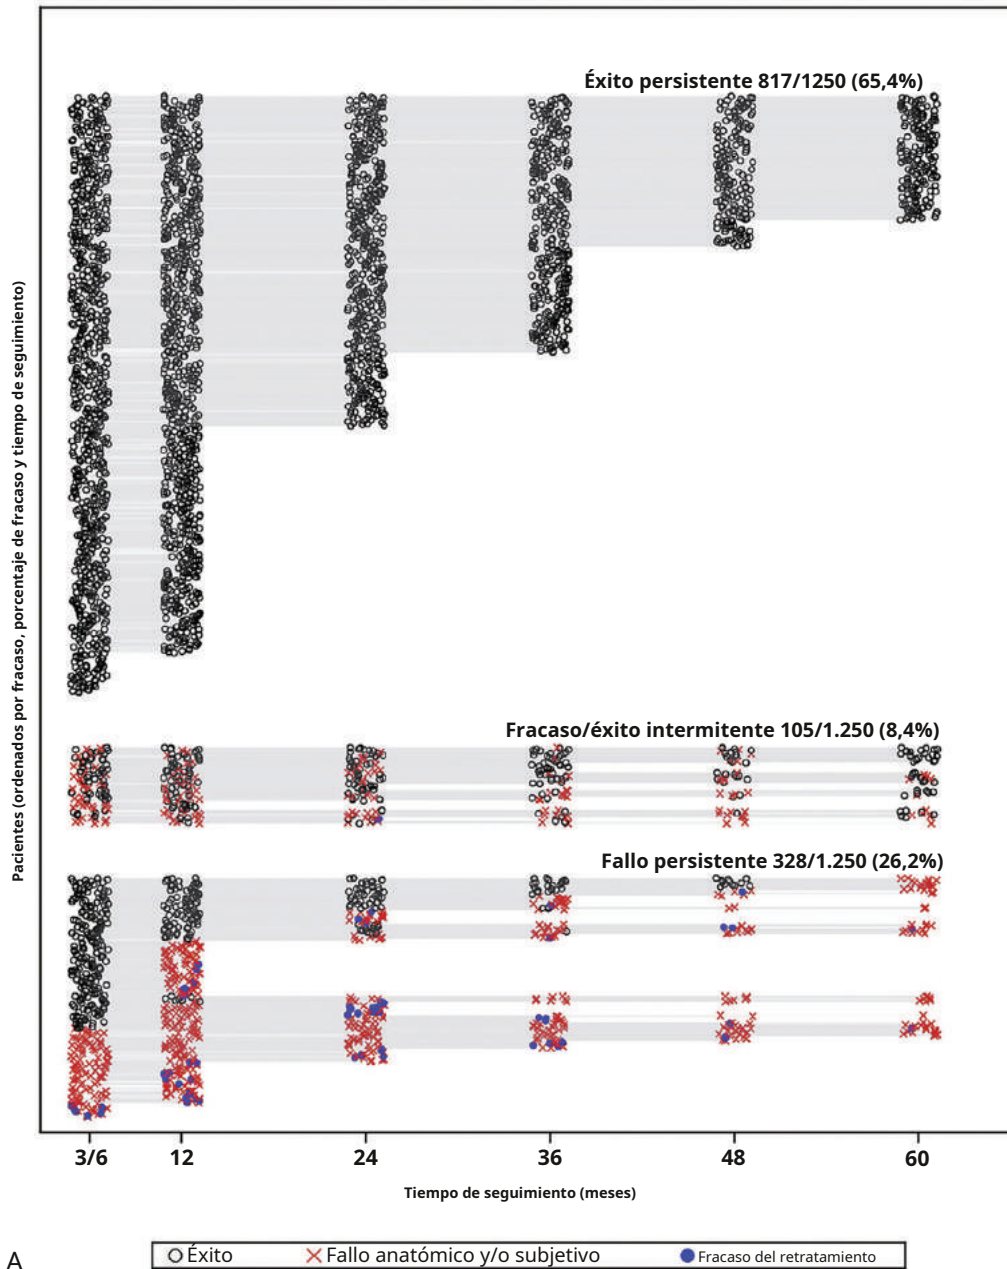 Éxito persistente 817/1250 (65,4%)
Fracaso/éxito intermitente 105/1.250 (8,4%)
Fallo persistente 328/1.250 (26,2%)
Pacientes (ordenados por fracaso, porcentaje de fracaso y tiempo de seguimiento)
3/6 12 24 36 48 60
Tiempo de seguimiento (meses)
A
Éxito Fallo anatómico y/o subjetivo Fracaso del retratamiento